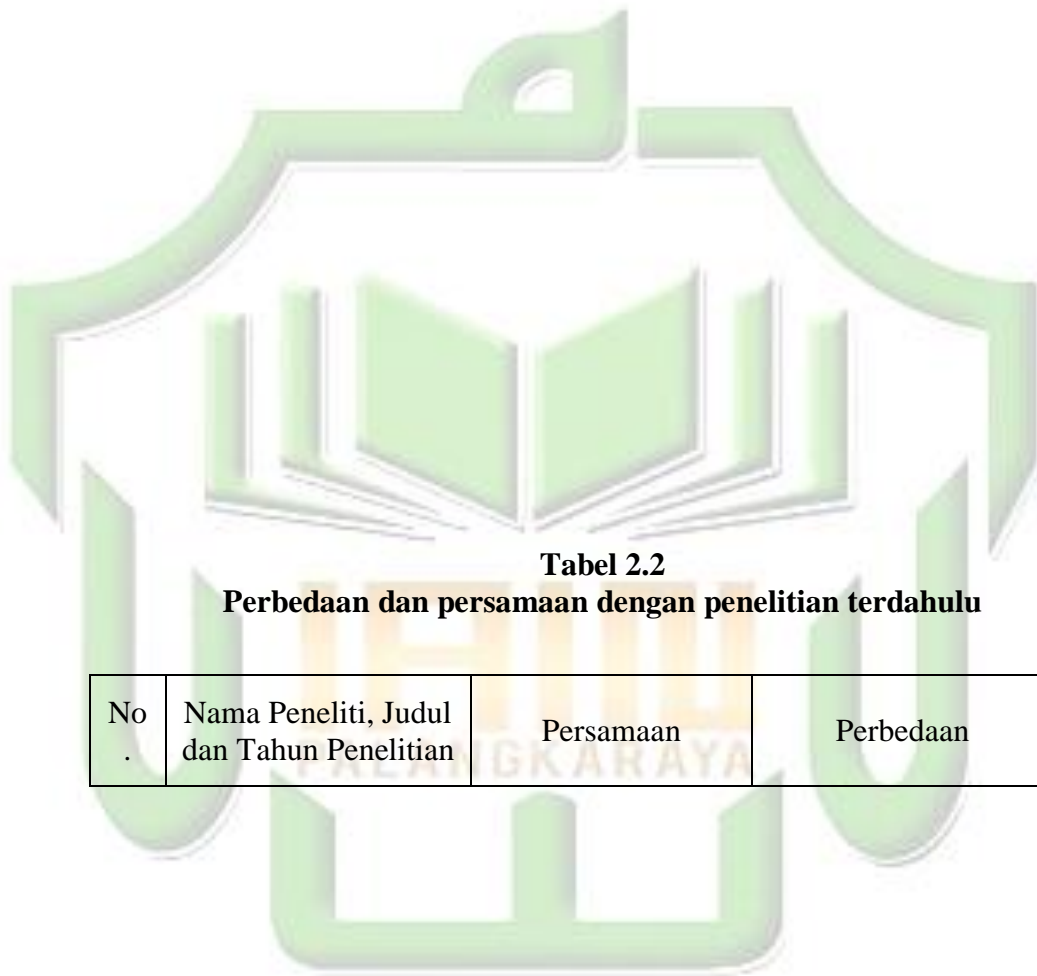 Tabel 2.2
Perbedaan dan persamaan dengan penelitian terdahulu
No
.
Nama Peneliti, Judul
dan Tahun Penelitian
Persamaan
Perbedaan
IAIN
PALANGKARAYA